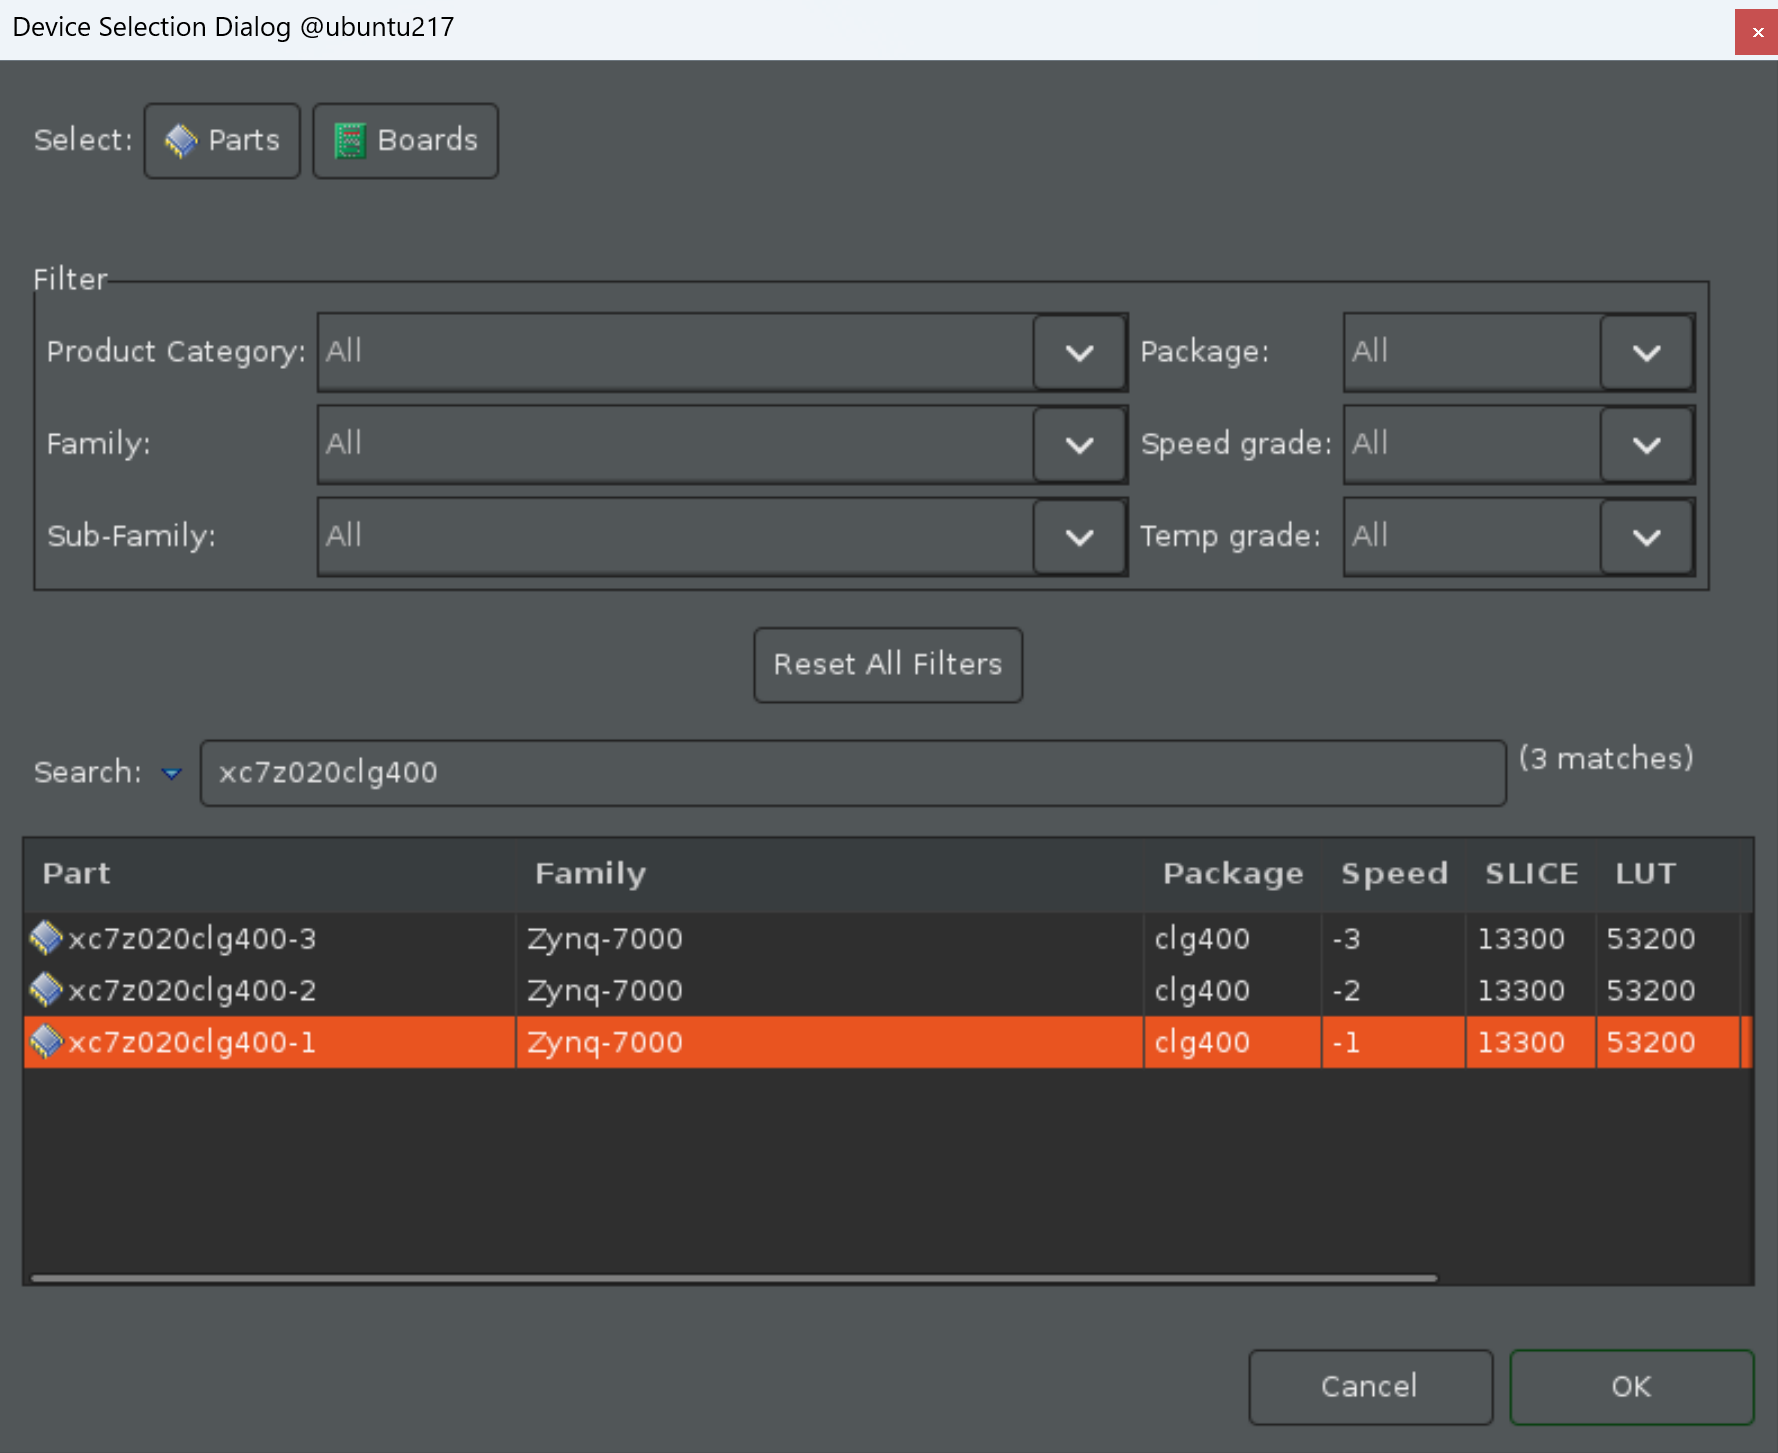 Device Selection Dialog @ubuntu217
Select: Parts Boards
Filter
Product Category: All Package: All
Family: All Speed grade: All
Sub-Family: All Temp grade: All
Reset All Filters
Search: xc7z020clg400 (3 matches)
Part Family Package Speed SLICE LUT
xc7z020clg400-3 Zynq-7000 clg400 -3 13300 53200
xc7z020clg400-2 Zynq-7000 clg400 -2 13300 53200
xc7z020clg400-1 Zynq-7000 clg400 -1 13300 53200
Cancel OK